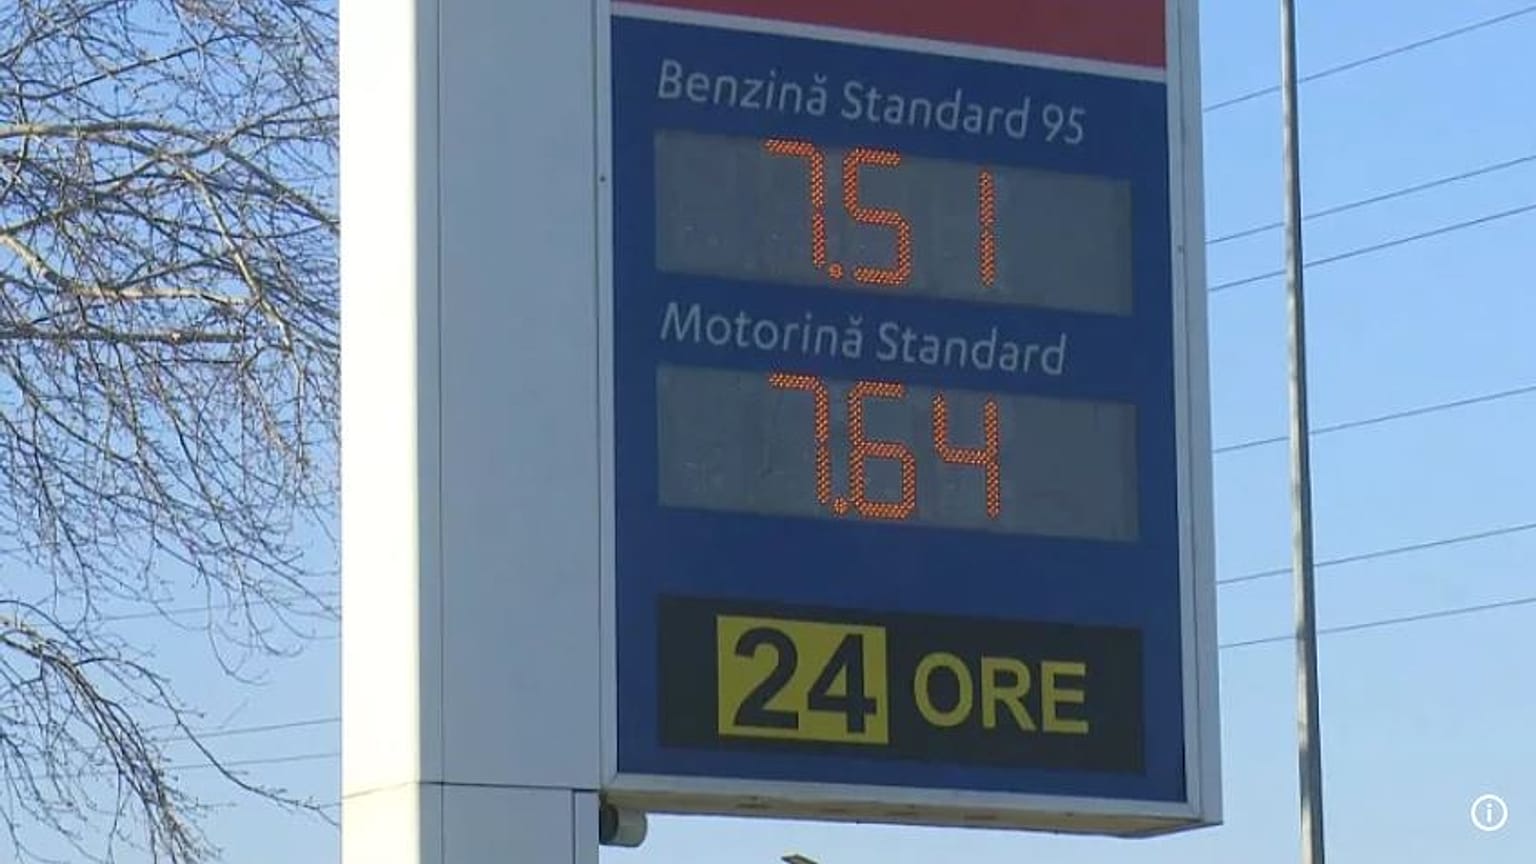 Benzină Standard 95
7.51
Motorină Standard
7.64
24 ORE